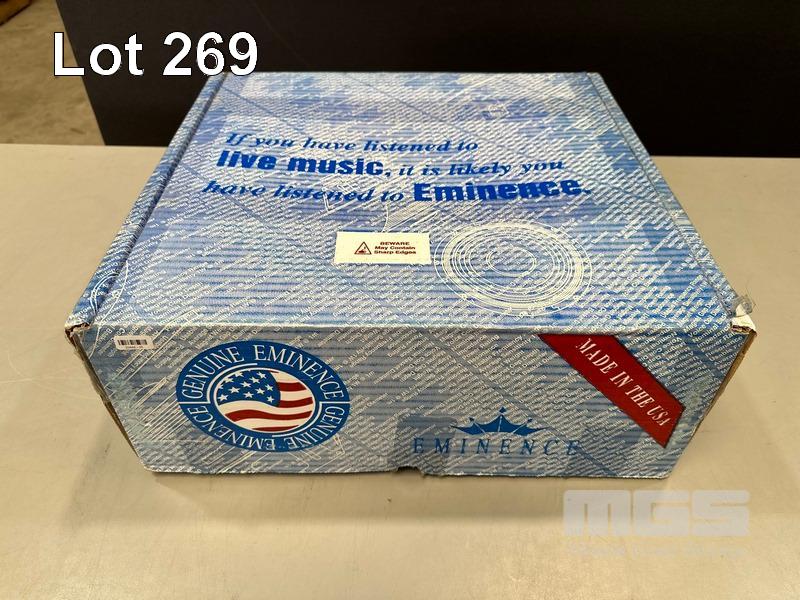 Lot 269
If you have listened to
live music, it is likely you
have listened to Eminence.
BEWARE
May Contain
Sharp Edges
GENUINE EMINENCE
GENUINE EMINENCE
EMINENCE
MADE IN THE USA
MGS